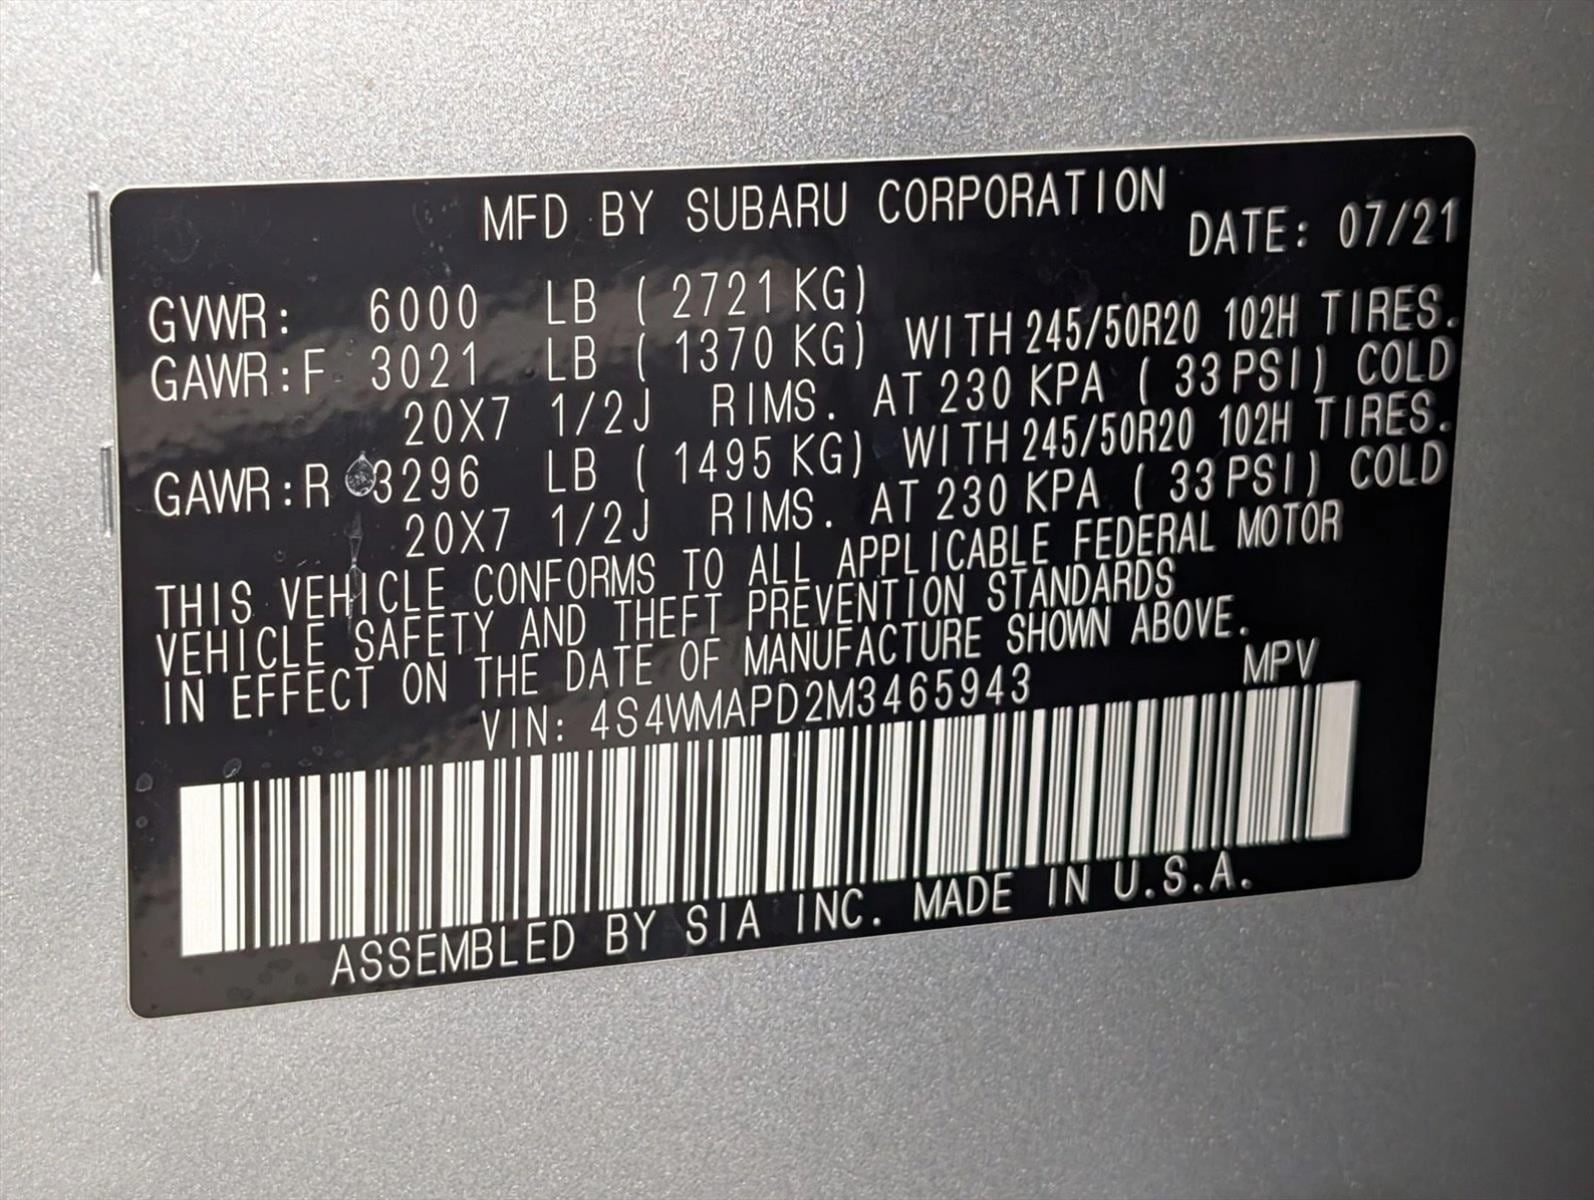 MFD BY SUBARU CORPORATION DATE: 07/21
GVWR: 6000 LB ( 2721 KG)
GAWR:F 3021 LB ( 1370 KG) WITH 245/50R20 102H TIRES.
20X7 1/2J RIMS. AT 230 KPA ( 33 PSI) COLD
GAWR:R 3296 LB ( 1495 KG) WITH 245/50R20 102H TIRES.
20X7 1/2J RIMS. AT 230 KPA ( 33 PSI) COLD
THIS VEHICLE CONFORMS TO ALL APPLICABLE FEDERAL MOTOR
VEHICLE SAFETY AND THEFT PREVENTION STANDARDS
IN EFFECT ON THE DATE OF MANUFACTURE SHOWN ABOVE.
VIN: 4S4WMAPD2M3465943 MPV
ASSEMBLED BY SIA INC. MADE IN U.S.A.